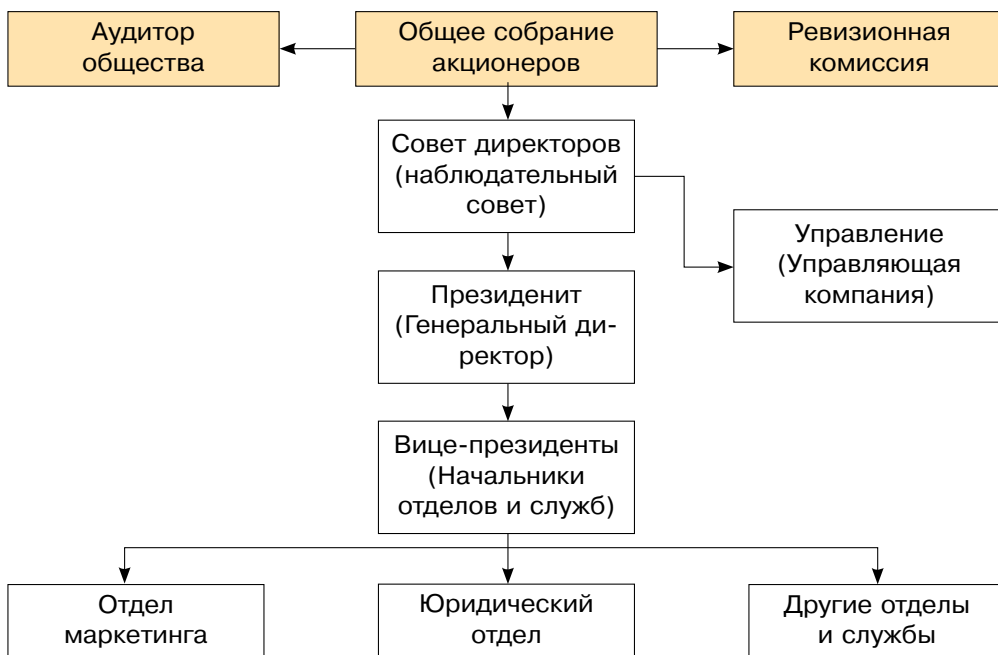 Аудитор
общества
Общее собрание
акционеров
Ревизионная
комиссия
Совет директоров
(наблюдательный
совет)
Управление
(Управляющая
компания)
Президенит
(Генеральный ди-
ректор)
Вице-президенты
(Начальники
отделов и служб)
Отдел
маркетинга
Юридический
отдел
Другие отделы
и службы